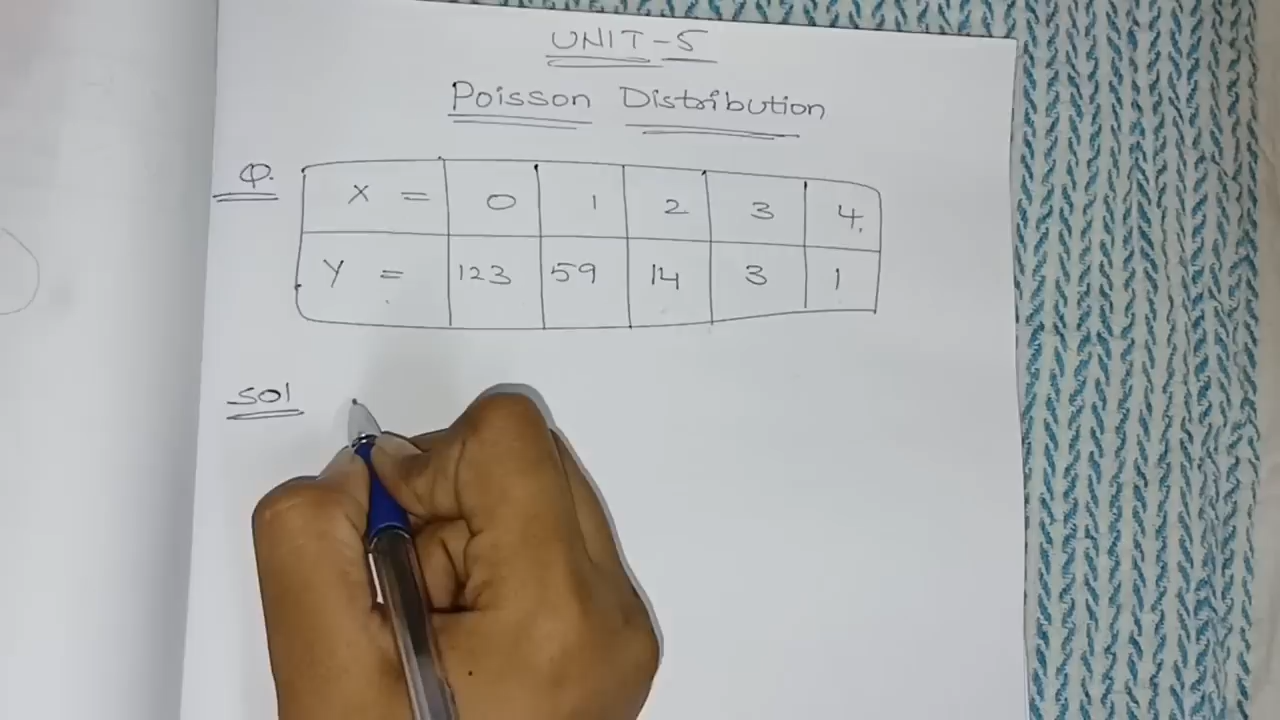 UNIT-5
Poisson Distribution
Q. X = 0 1 2 3 4.
Y = 123 59 14 3 1
Sol